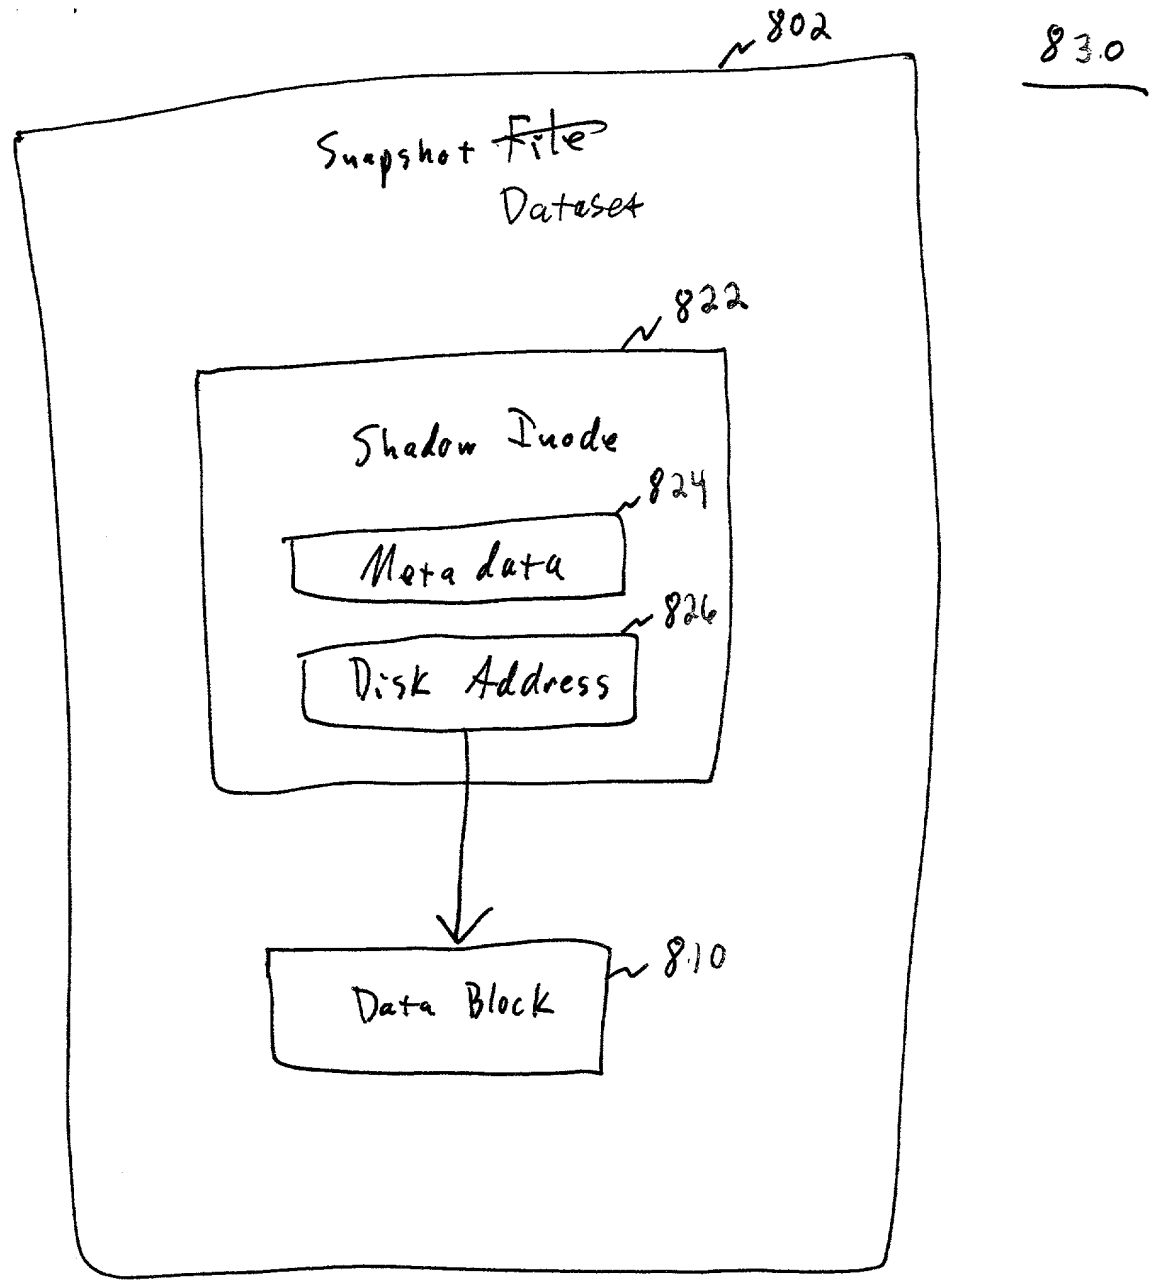 802
830
Snapshot File
Dataset
822
Shadow Inode
824
Metadata
826
Disk Address
810
Data Block